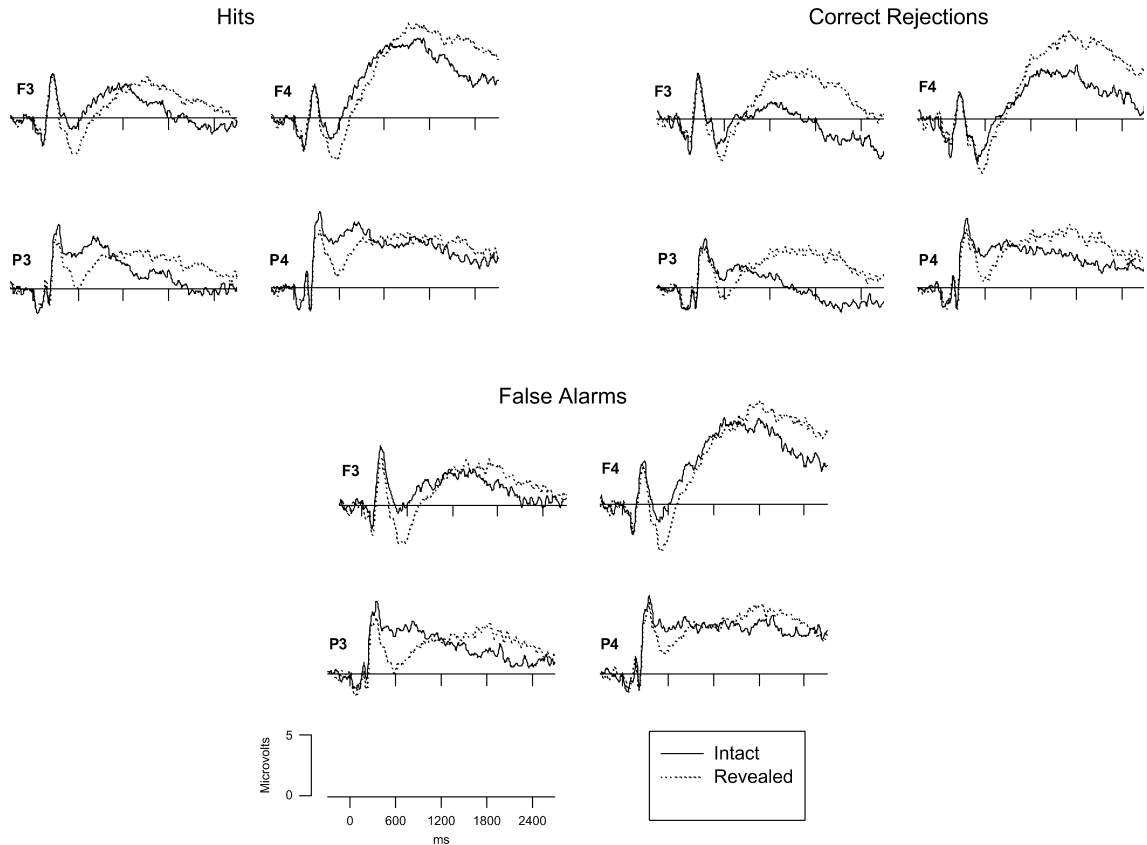 Hits
Correct Rejections
F3
F4
F3
F4
P3
P4
P3
P4
False Alarms
F3
F4
P3
P4
5
Microvolts
0
0 600 1200 1800 2400
ms
Intact
Revealed